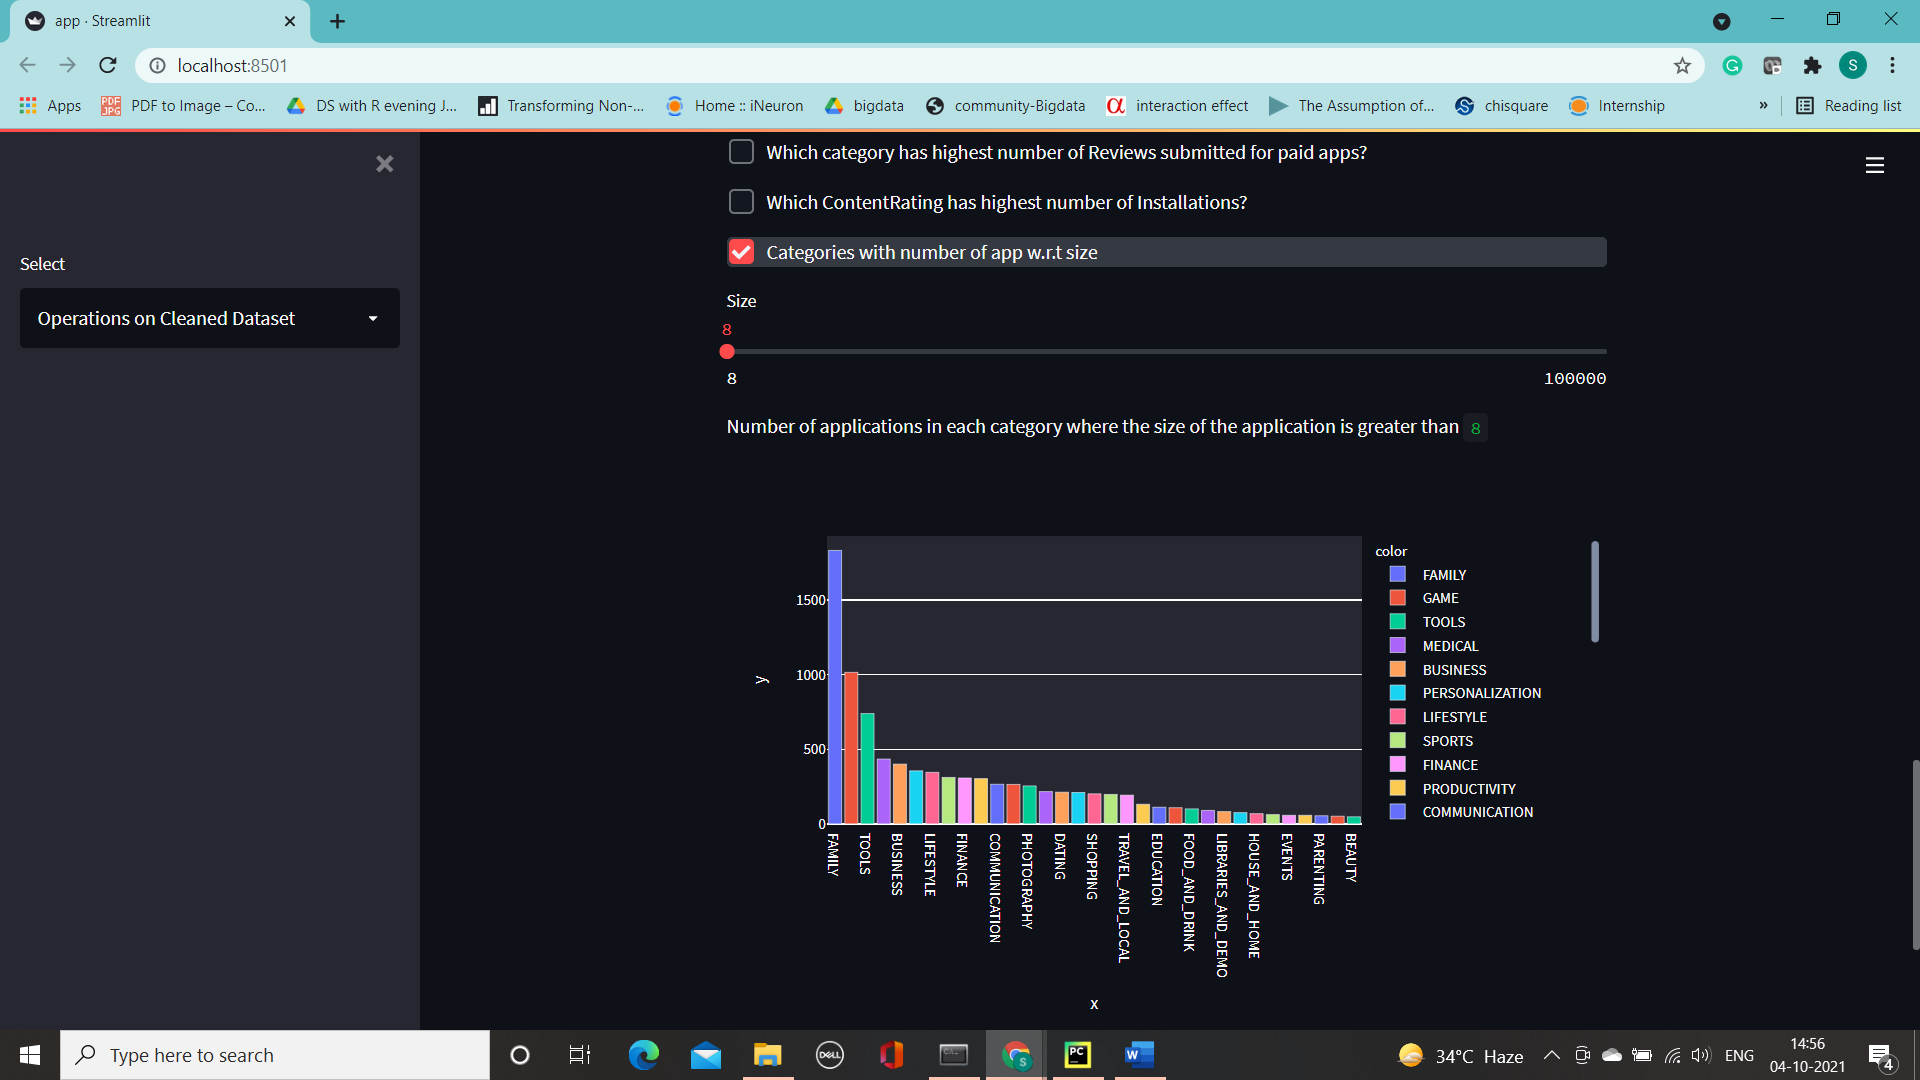 app · Streamlit
localhost:8501
S
Apps
PDF to Image – Co...
DS with R evening J...
Transforming Non-...
Home :: iNeuron
bigdata
community-Bigdata
interaction effect
The Assumption of...
chisquare
Internship
»
Reading list
Select
Operations on Cleaned Dataset
Which category has highest number of Reviews submitted for paid apps?
Which ContentRating has highest number of Installations?
Categories with number of app w.r.t size
Size
8
8
100000
Number of applications in each category where the size of the application is greater than 8
y
1500
1000
500
0
FAMILY
TOOLS
BUSINESS
LIFESTYLE
FINANCE
COMMUNICATION
PHOTOGRAPHY
DATING
SHOPPING
TRAVEL_AND_LOCAL
EDUCATION
FOOD_AND_DRINK
LIBRARIES_AND_DEMO
HOUSE_AND_HOME
EVENTS
PARENTING
BEAUTY
x
color
FAMILY
GAME
TOOLS
MEDICAL
BUSINESS
PERSONALIZATION
LIFESTYLE
SPORTS
FINANCE
PRODUCTIVITY
COMMUNICATION
Type here to search
DELL
PC
W
34°C Haze
ENG
14:56
04-10-2021
4